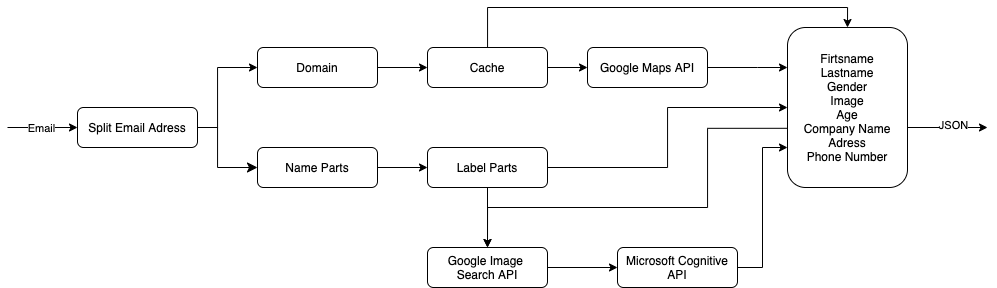 Email
Split Email Adress
Domain
Cache
Google Maps API
Name Parts
Label Parts
Google Image
Search API
Microsoft Cognitive
API
Firtsname
Lastname
Gender
Image
Age
Company Name
Adress
Phone Number
JSON